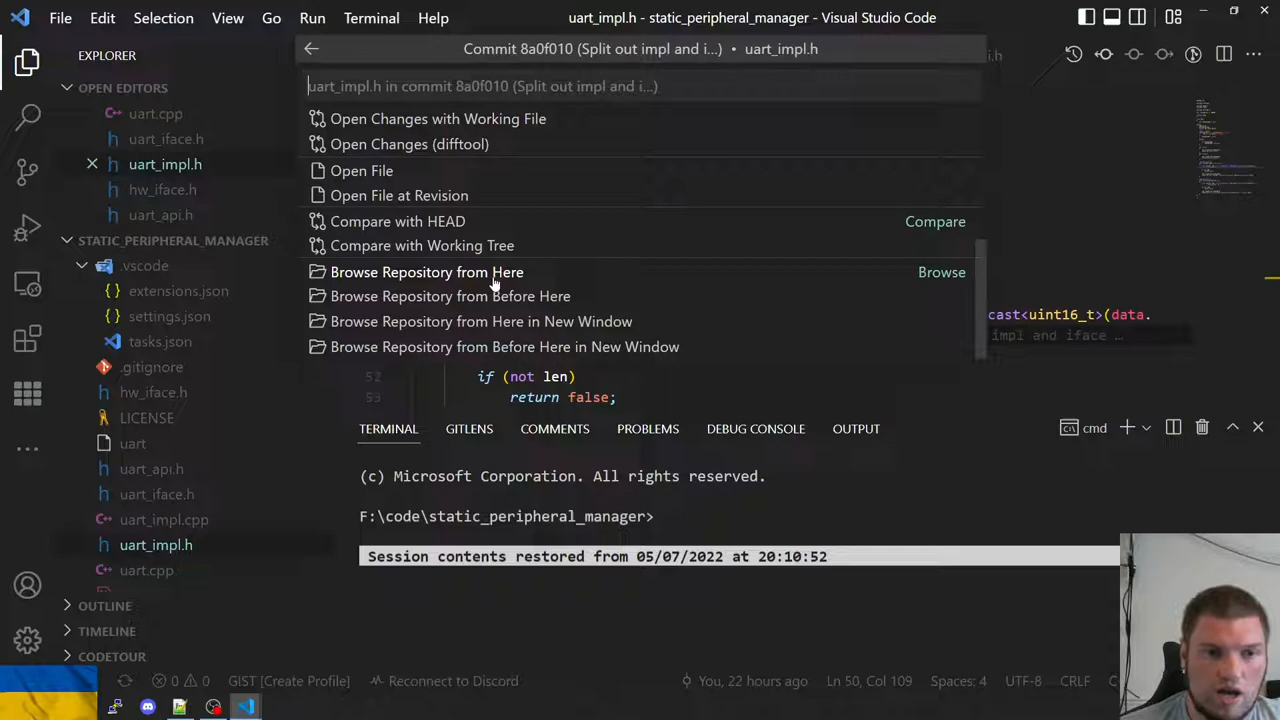 File Edit Selection View Go Run Terminal Help
uart_impl.h - static_peripheral_manager - Visual Studio Code
EXPLORER
OPEN EDITORS
uart.cpp
uart_iface.h
uart_impl.h
hw_iface.h
uart_api.h
STATIC_PERIPHERAL_MANAGER
.vscode
extensions.json
settings.json
tasks.json
.gitignore
hw_iface.h
LICENSE
uart
uart_api.h
uart_iface.h
uart_impl.cpp
uart_impl.h
uart.cpp
OUTLINE
TIMELINE
CODETOUR
Commit 8a0f010 (Split out impl and i...) • uart_impl.h
uart_impl.h in commit 8a0f010 (Split out impl and i...)
Open Changes with Working File
Open Changes (difftool)
Open File
Open File at Revision
Compare with HEAD Compare
Compare with Working Tree
Browse Repository from Here Browse
Browse Repository from Before Here
Browse Repository from Here in New Window
Browse Repository from Before Here in New Window
cast<uint16_t>(data.
impl and iface …
52 if (not len)
53 return false;
TERMINAL GITLENS COMMENTS PROBLEMS DEBUG CONSOLE OUTPUT
cmd
(c) Microsoft Corporation. All rights reserved.
F:\code\static_peripheral_manager>
Session contents restored from 05/07/2022 at 20:10:52
0 0 GIST [Create Profile] Reconnect to Discord You, 22 hours ago Ln 50, Col 109 Spaces: 4 UTF-8 CRLF